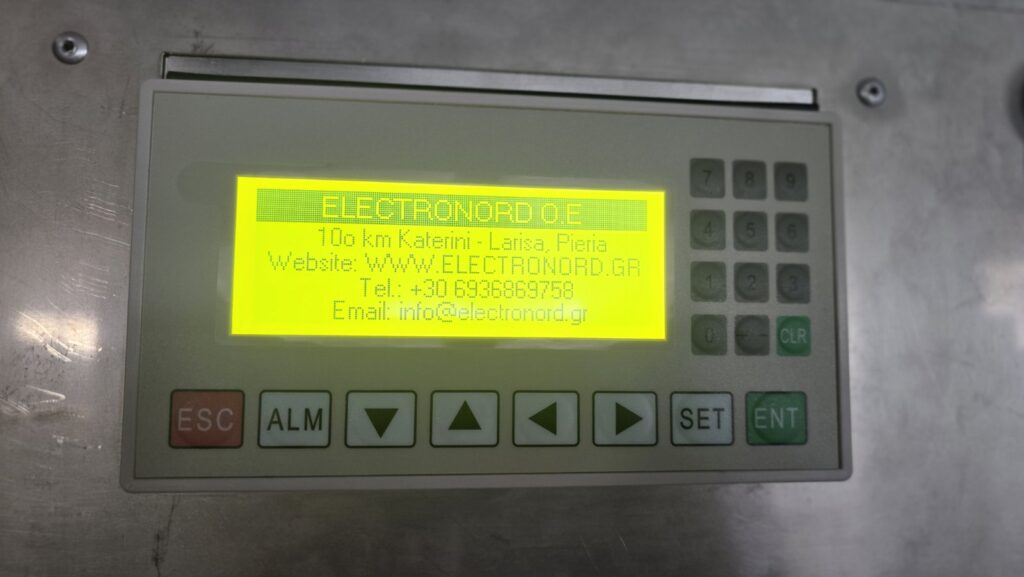 ELECTRONORD O.E
10o km Katerini - Larisa, Pieria
Website: WWW.ELECTRONORD.GR
Tel.: +30 6936869758
Email: info@electronord.gr
7 8 9
4 5 6
1 2 3
0 CLR
ESC ALM SET ENT